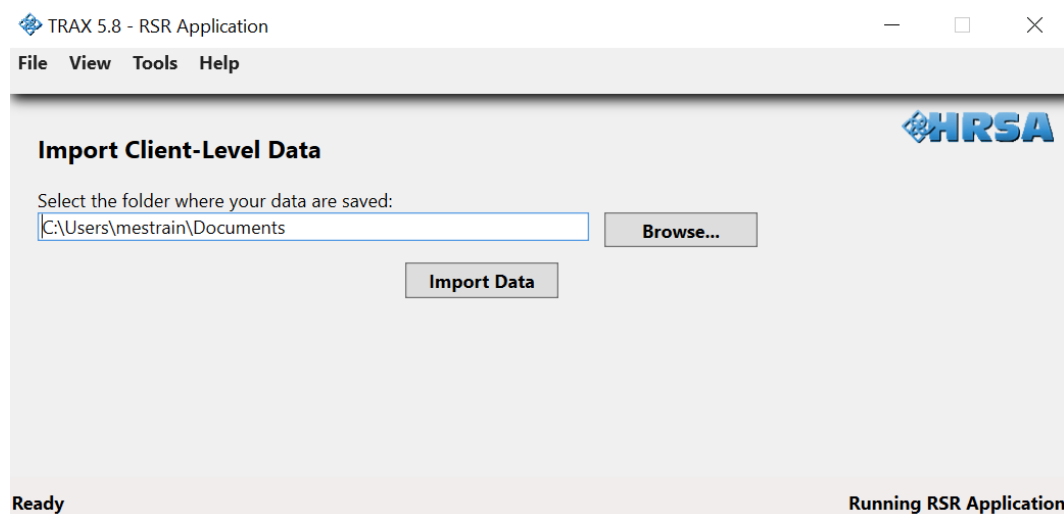 TRAX 5.8 - RSR Application
File View Tools Help
HRSA
Import Client-Level Data
Select the folder where your data are saved:
C:\Users\mestrain\Documents
Browse...
Import Data
Ready
Running RSR Application